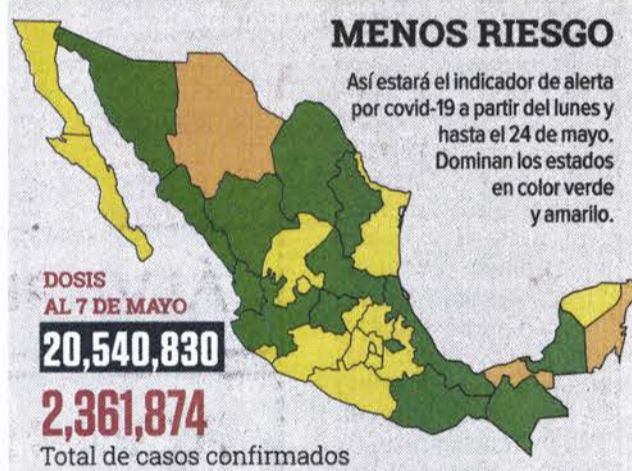 MENOS RIESGO
Así estará el indicador de alerta
por covid-19 a partir del lunes y
hasta el 24 de mayo.
Dominan los estados
en color verde
y amarilo.
DOSIS
AL 7 DE MAYO
20,540,830
2,361,874
Total de casos confirmados